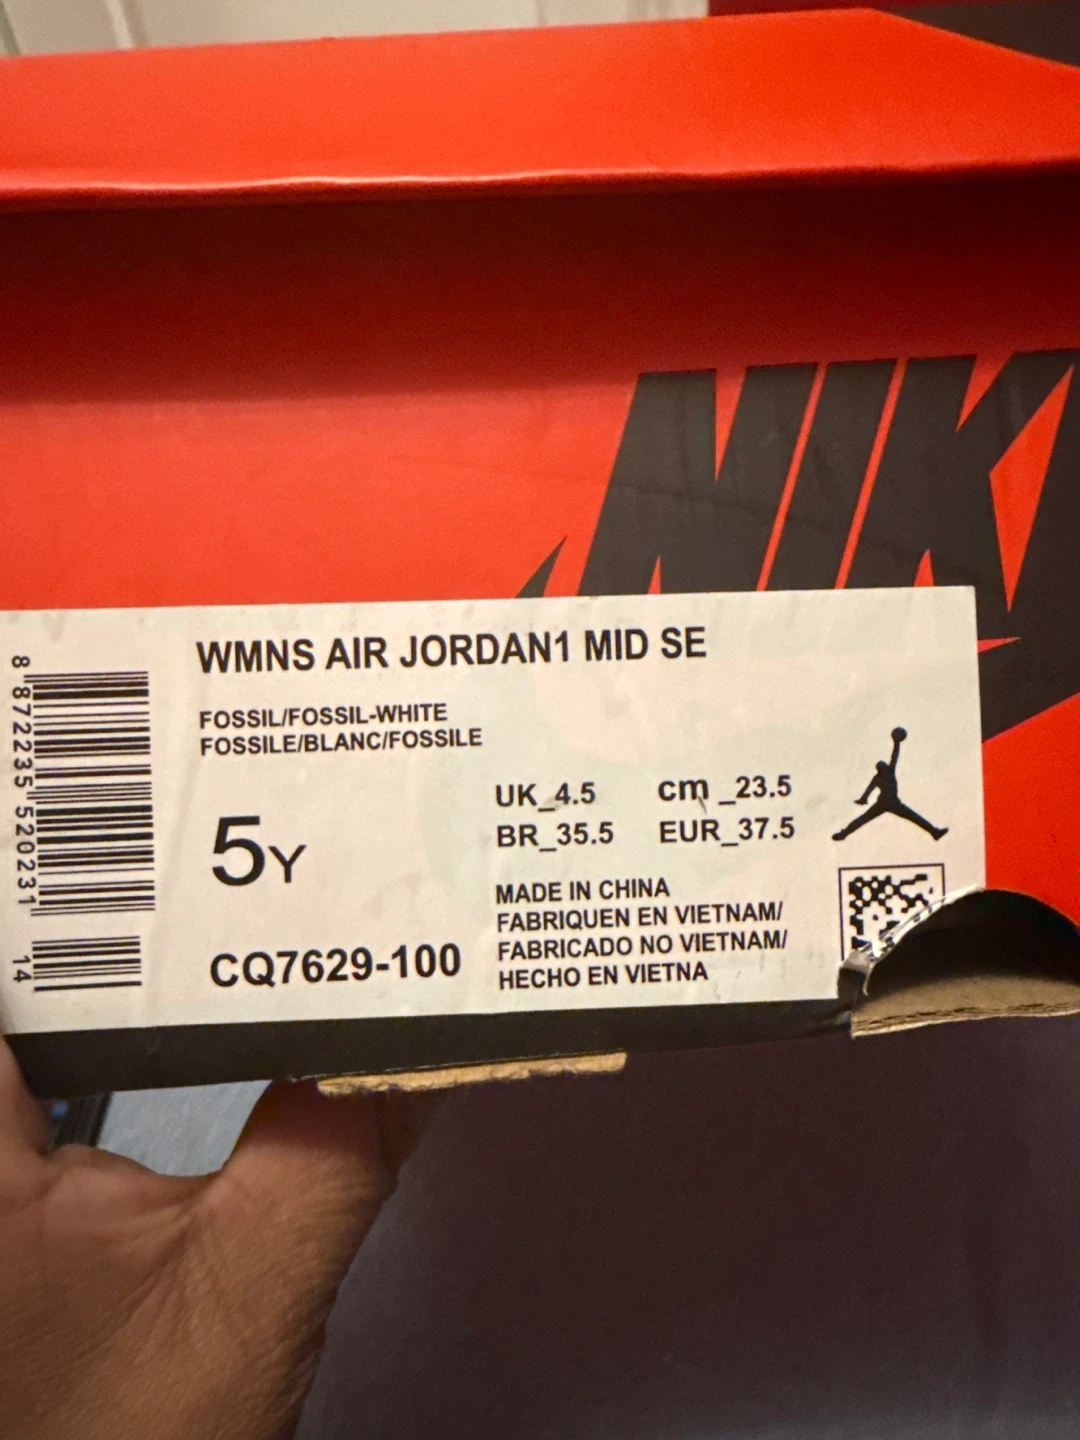 NIK
WMNS AIR JORDAN1 MID SE
FOSSIL/FOSSIL-WHITE
FOSSILE/BLANC/FOSSILE
UK_4.5 cm_23.5
BR_35.5 EUR_37.5
5Y
MADE IN CHINA
FABRIQUEN EN VIETNAM/
FABRICADO NO VIETNAM/
HECHO EN VIETNA
CQ7629-100
8 872235 520231
14